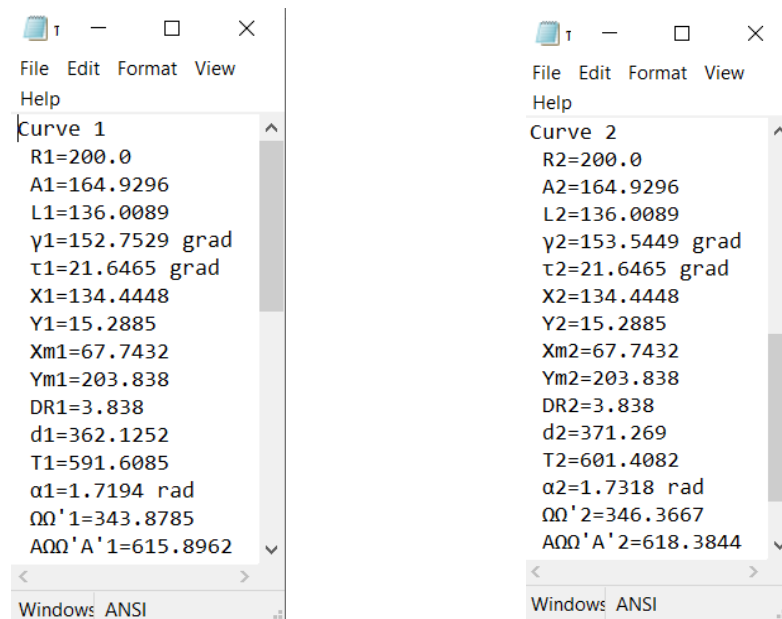 τ
File Edit Format View
Help
Curve 1
R1=200.0
A1=164.9296
L1=136.0089
γ1=152.7529 grad
τ1=21.6465 grad
X1=134.4448
Y1=15.2885
Xm1=67.7432
Ym1=203.838
DR1=3.838
d1=362.1252
T1=591.6085
α1=1.7194 rad
ΩΩ'1=343.8785
AΩΩ'A'1=615.8962
Windows ANSI
τ
File Edit Format View
Help
Curve 2
R2=200.0
A2=164.9296
L2=136.0089
γ2=153.5449 grad
τ2=21.6465 grad
X2=134.4448
Y2=15.2885
Xm2=67.7432
Ym2=203.838
DR2=3.838
d2=371.269
T2=601.4082
α2=1.7318 rad
ΩΩ'2=346.3667
AΩΩ'A'2=618.3844
Windows ANSI